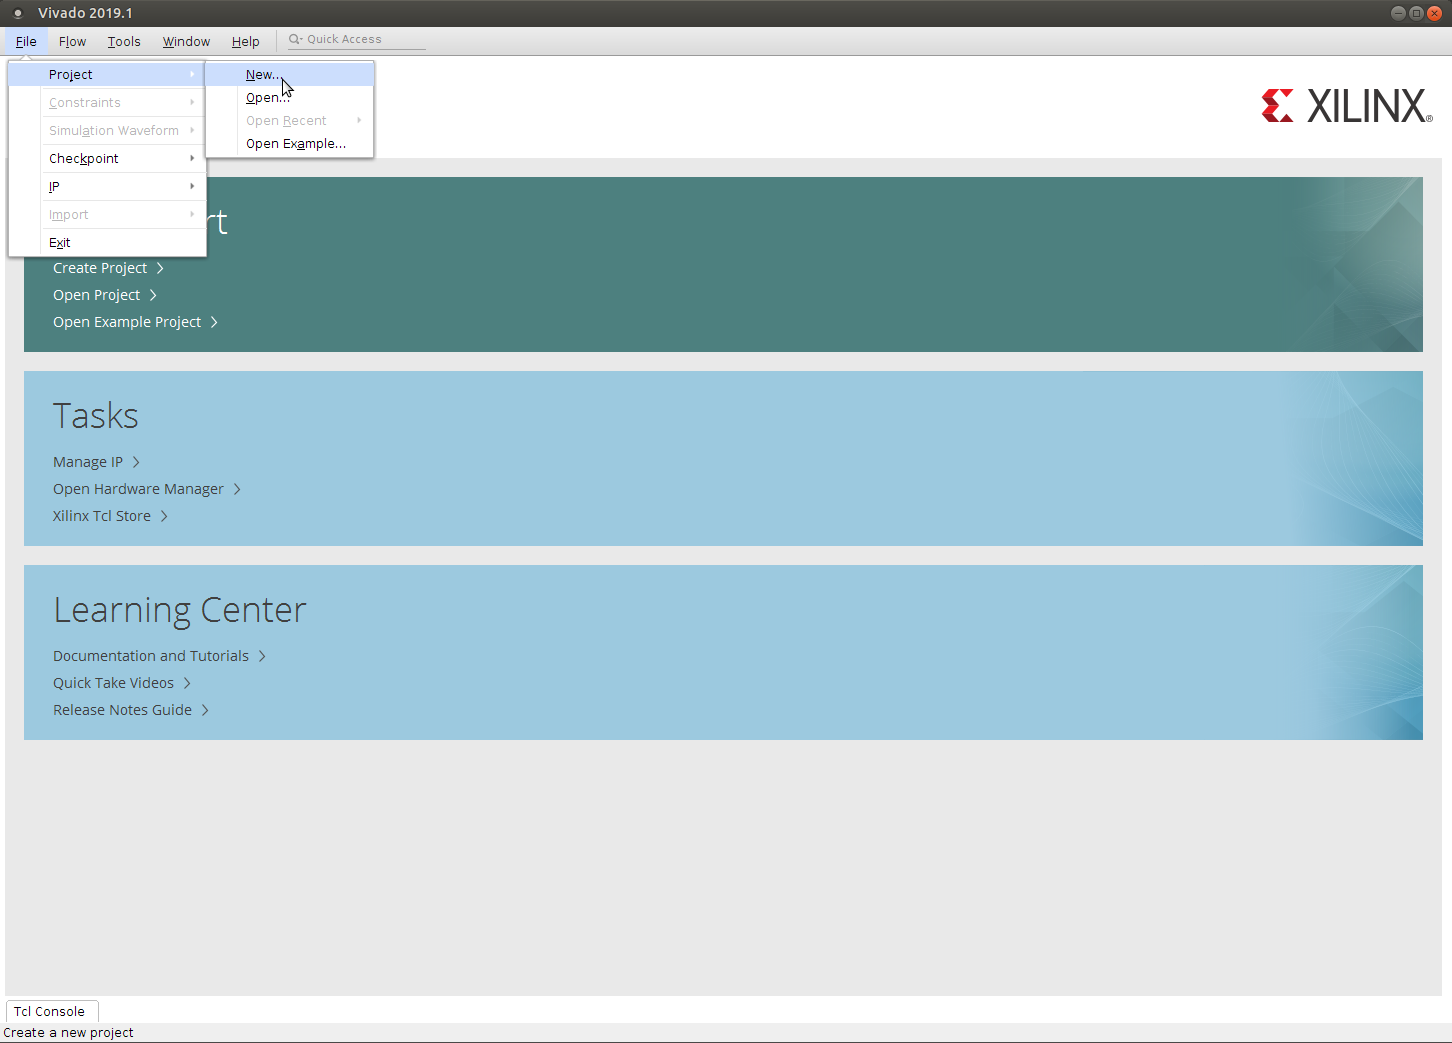 Vivado 2019.1
File Flow Tools Window Help Quick Access
Project
Constraints
Simulation Waveform
Checkpoint
IP
Import
Exit
New...
Open...
Open Recent
Open Example...
XILINX®
rt
Create Project
Open Project
Open Example Project
Tasks
Manage IP
Open Hardware Manager
Xilinx Tcl Store
Learning Center
Documentation and Tutorials
Quick Take Videos
Release Notes Guide
Tcl Console
Create a new project